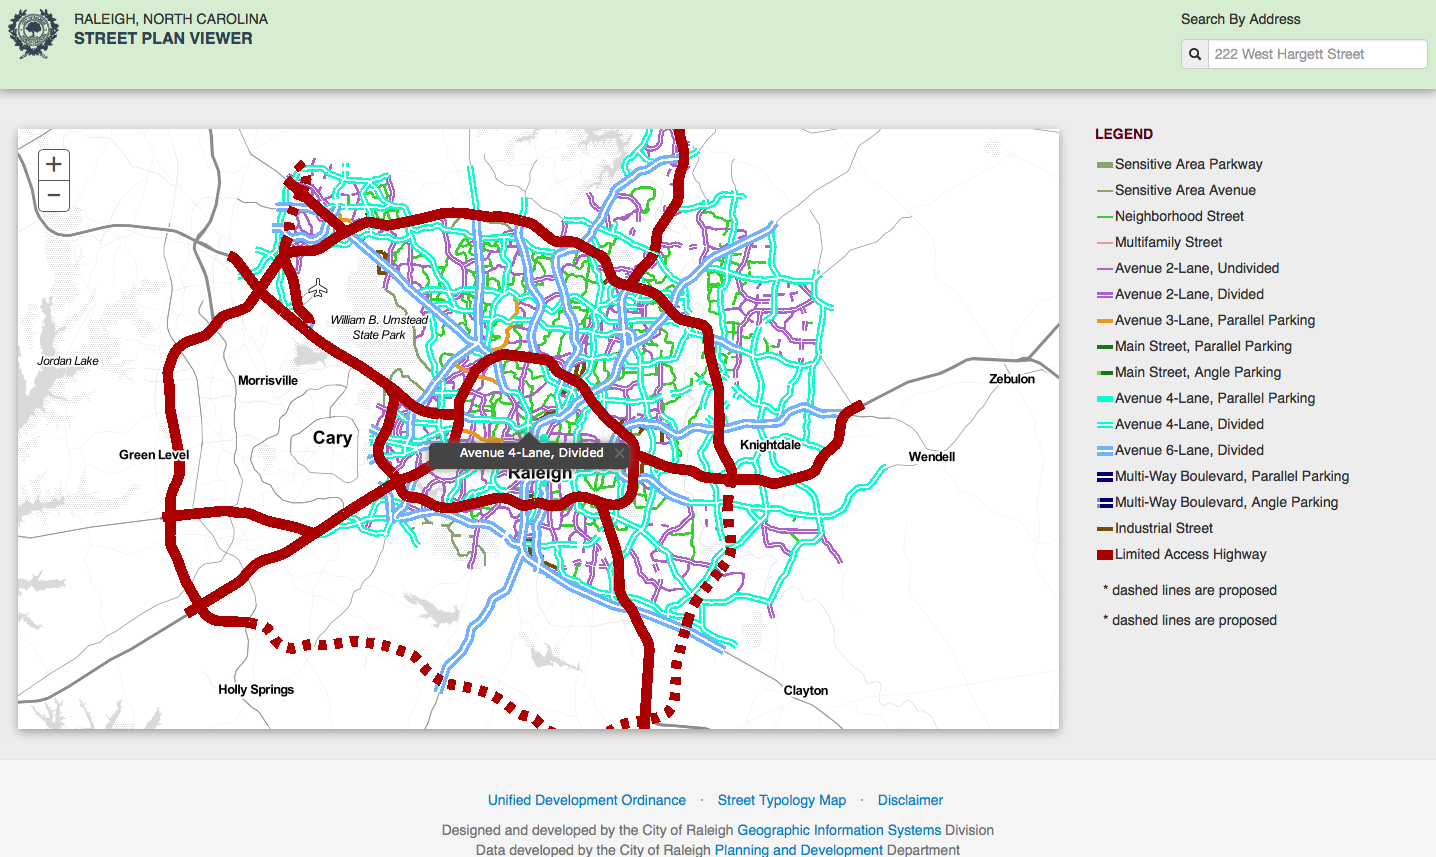 RALEIGH, NORTH CAROLINA
STREET PLAN VIEWER
Search By Address
222 West Hargett Street
+
−
William B. Umstead
State Park
Jordan Lake
Morrisville
Cary
Green Level
Avenue 4-Lane, Divided ×
Raleigh
Knightdale
Wendell
Zebulon
Holly Springs
Clayton
LEGEND
Sensitive Area Parkway
Sensitive Area Avenue
Neighborhood Street
Multifamily Street
Avenue 2-Lane, Undivided
Avenue 2-Lane, Divided
Avenue 3-Lane, Parallel Parking
Main Street, Parallel Parking
Main Street, Angle Parking
Avenue 4-Lane, Parallel Parking
Avenue 4-Lane, Divided
Avenue 6-Lane, Divided
Multi-Way Boulevard, Parallel Parking
Multi-Way Boulevard, Angle Parking
Industrial Street
Limited Access Highway
* dashed lines are proposed
* dashed lines are proposed
Unified Development Ordinance · Street Typology Map · Disclaimer
Designed and developed by the City of Raleigh Geographic Information Systems Division
Data developed by the City of Raleigh Planning and Development Department